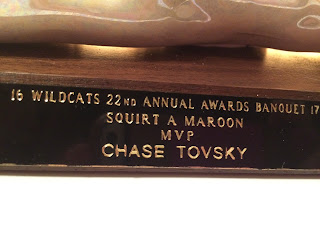 16 WILDCATS 22ND ANNUAL AWARDS BANQUET 17
SQUIRT A MAROON
MVP
CHASE TOVSKY